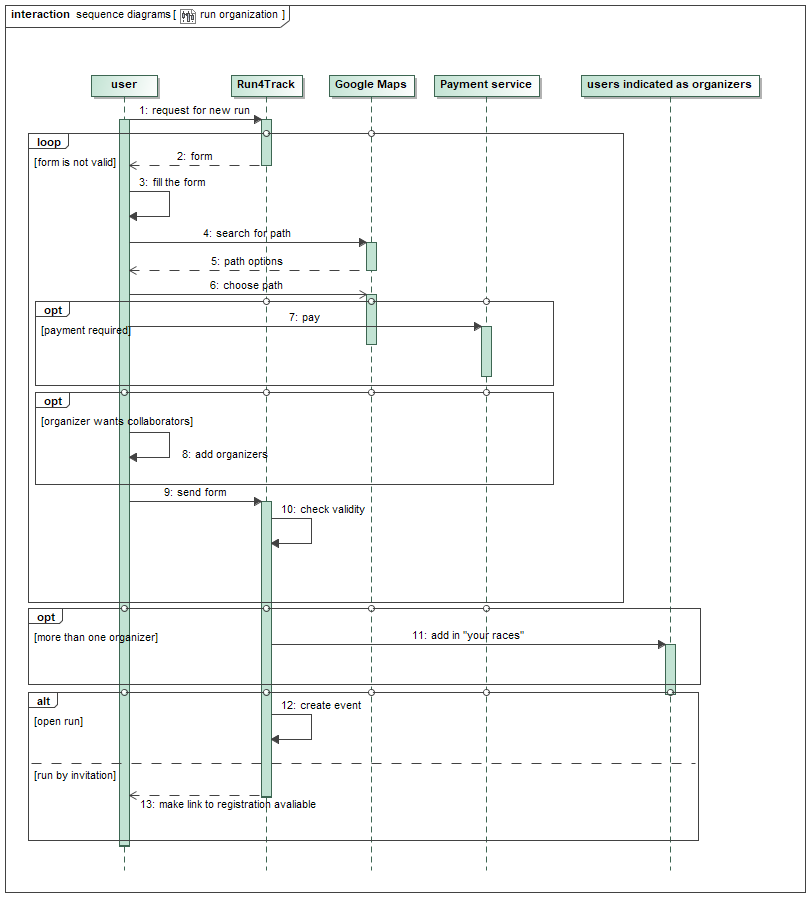 interaction sequence diagrams [ run organization ]
user
Run4Track
Google Maps
Payment service
users indicated as organizers
1: request for new run
loop
[form is not valid]
2: form
3: fill the form
4: search for path
5: path options
6: choose path
opt
[payment required]
7: pay
opt
[organizer wants collaborators]
8: add organizers
9: send form
10: check validity
opt
[more than one organizer]
11: add in "your races"
alt
[open run]
12: create event
[run by invitation]
13: make link to registration avaliable